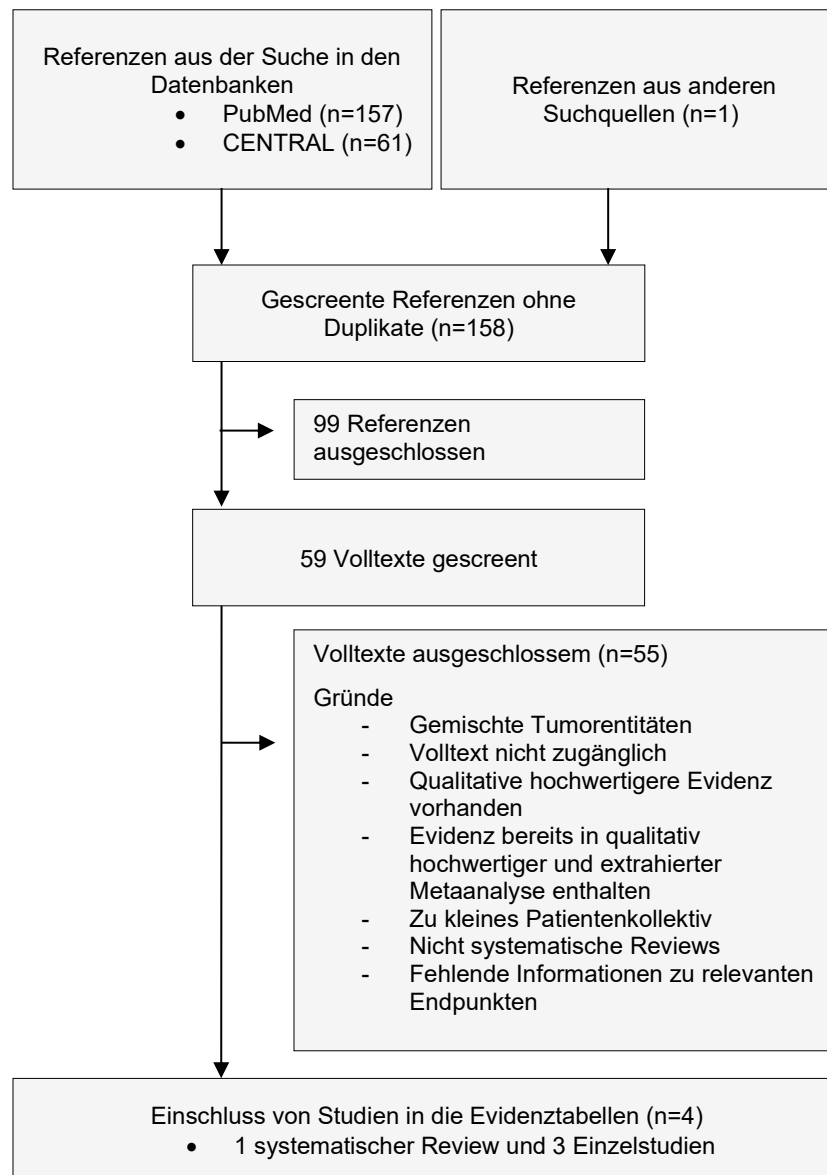 Referenzen aus der Suche in den
Datenbanken
• PubMed (n=157)
• CENTRAL (n=61)
Referenzen aus anderen
Suchquellen (n=1)
Gescreente Referenzen ohne
Duplikate (n=158)
99 Referenzen
ausgeschlossen
59 Volltexte gescreent
Volltexte ausgeschlossem (n=55)
Gründe
- Gemischte Tumorentitäten
- Volltext nicht zugänglich
- Qualitative hochwertigere Evidenz
vorhanden
- Evidenz bereits in qualitativ
hochwertiger und extrahierter
Metaanalyse enthalten
- Zu kleines Patientenkollektiv
- Nicht systematische Reviews
- Fehlende Informationen zu relevanten
Endpunkten
Einschluss von Studien in die Evidenztabellen (n=4)
• 1 systematischer Review und 3 Einzelstudien